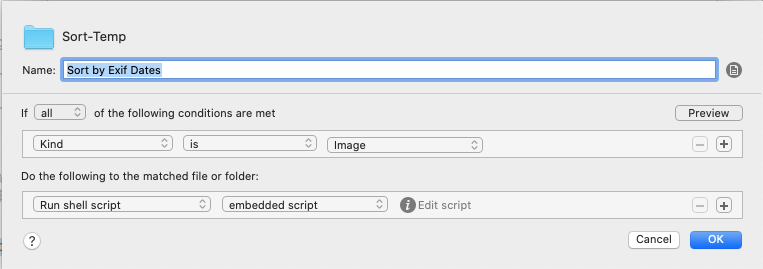 Sort-Temp
Name: Sort by Exif Dates
If all of the following conditions are met Preview
Kind is Image
Do the following to the matched file or folder:
Run shell script embedded script i Edit script
? Cancel OK